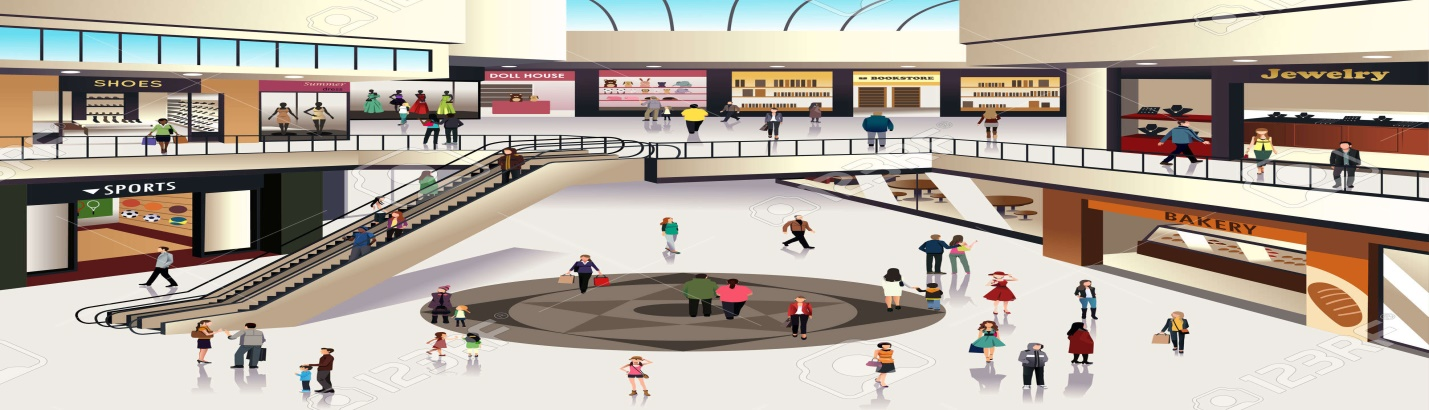 SHOES
Summer
DOLL HOUSE
BOOKSTORE
Jewelry
SPORTS
BAKERY
123RF